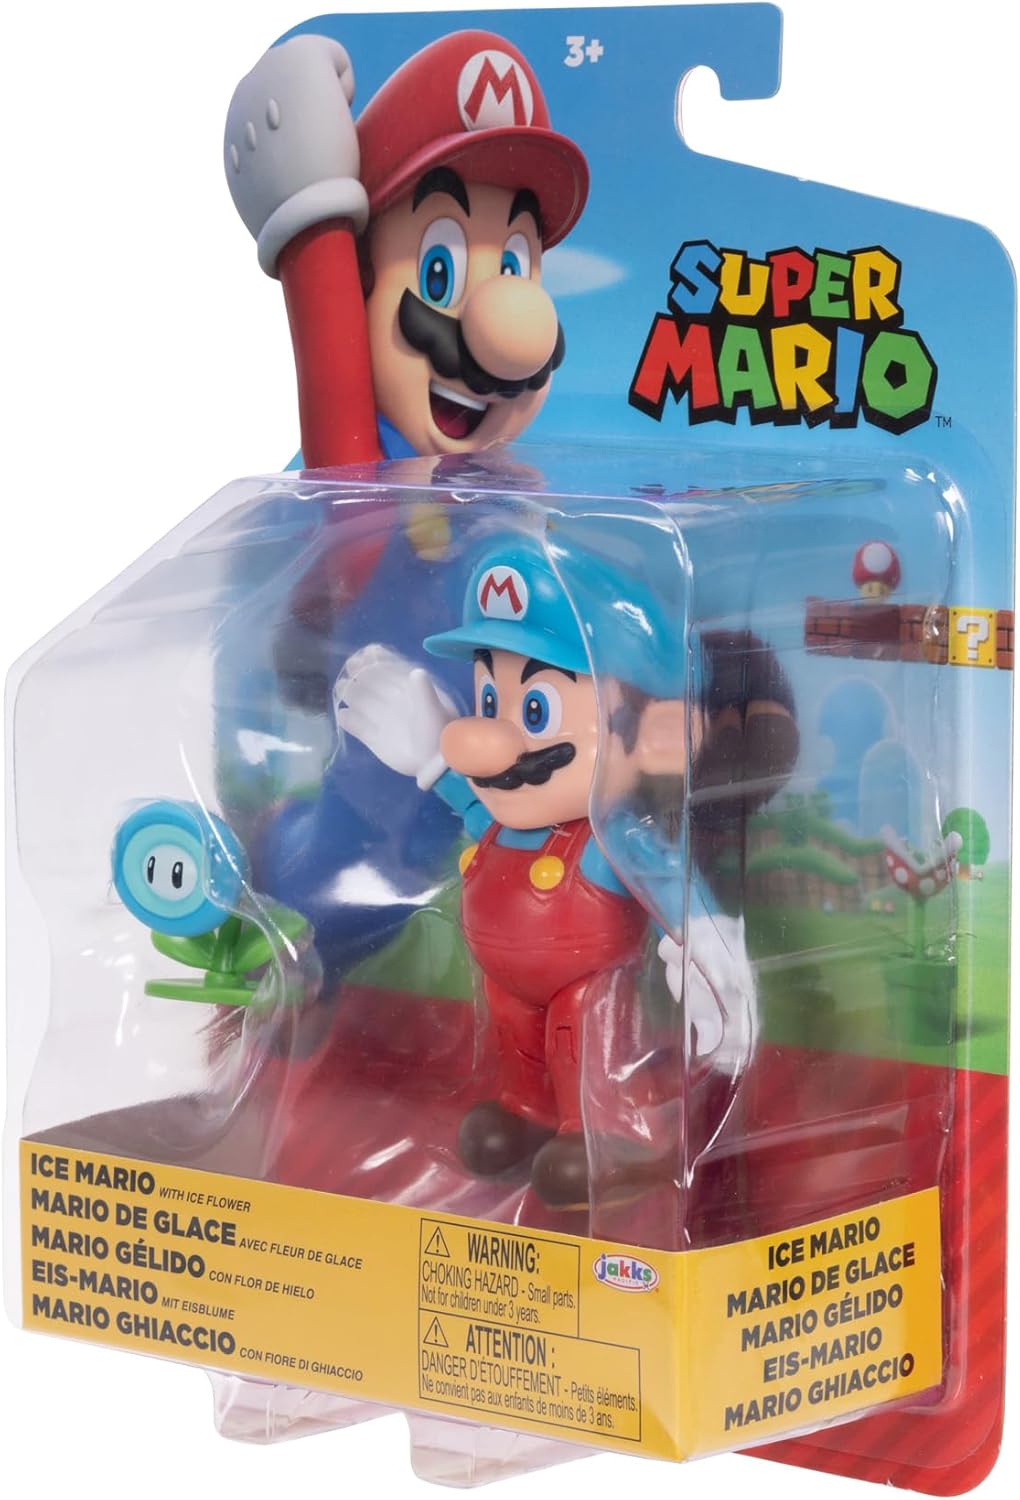 3+
M
SUPER
MARIO™
M
?
ICE MARIO WITH ICE FLOWER
MARIO DE GLACE AVEC FLEUR DE GLACE
MARIO GÉLIDO CON FLOR DE HIELO
EIS-MARIO MIT EISBLUME
MARIO GHIACCIO CON FIORE DI GHIACCIO
WARNING:
CHOKING HAZARD - Small parts.
Not for children under 3 years.
ATTENTION :
DANGER D'ÉTOUFFEMENT - Petits éléments.
Ne convient pas aux enfants de moins de 3 ans.
jakks
PACIFIC
ICE MARIO
MARIO DE GLACE
MARIO GÉLIDO
EIS-MARIO
MARIO GHIACCIO